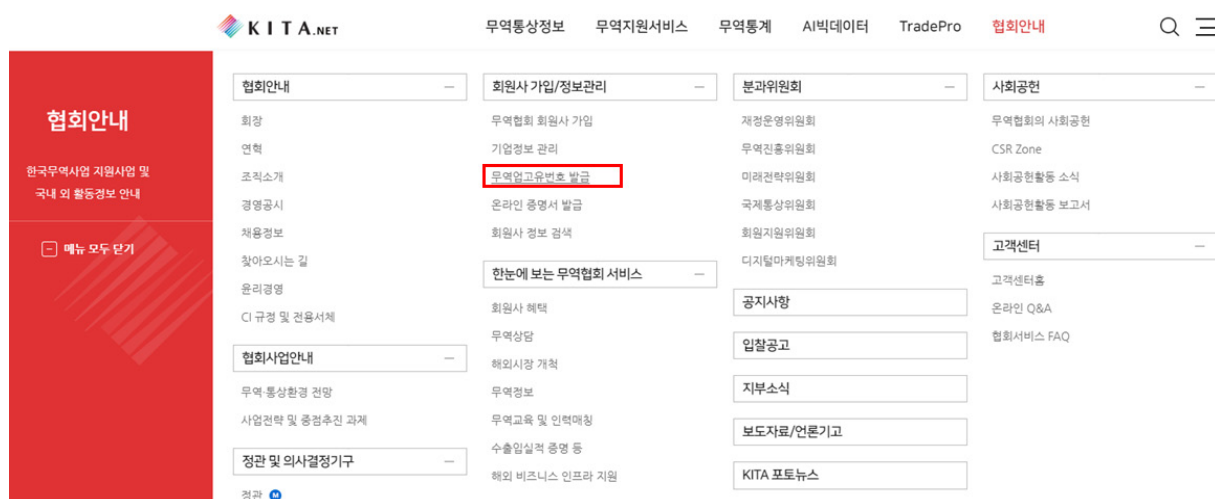 KITA.NET
무역통상정보 무역지원서비스 무역통계 AI빅데이터 TradePro 협회안내
협회안내
한국무역사업 지원사업 및
국내 외 활동정보 안내
메뉴 모두 닫기
협회안내
회장
연혁
조직소개
경영공시
채용정보
찾아오시는 길
윤리경영
CI 규정 및 전용서체
협회사업안내
무역·통상환경 전망
사업전략 및 중점추진 과제
정관 및 의사결정기구
정관 M
회원사 가입/정보관리
무역협회 회원사 가입
기업정보 관리
무역업고유번호 발급
온라인 증명서 발급
회원사 정보 검색
한눈에 보는 무역협회 서비스
회원사 혜택
무역상담
해외시장 개척
무역정보
무역교육 및 인력매칭
수출입실적 증명 등
해외 비즈니스 인프라 지원
분과위원회
재정운영위원회
무역진흥위원회
미래전략위원회
국제통상위원회
회원지원위원회
디지털마케팅위원회
공지사항
입찰공고
지부소식
보도자료/언론기고
KITA 포토뉴스
사회공헌
무역협회의 사회공헌
CSR Zone
사회공헌활동 소식
사회공헌활동 보고서
고객센터
고객센터홈
온라인 Q&A
협회서비스 FAQ